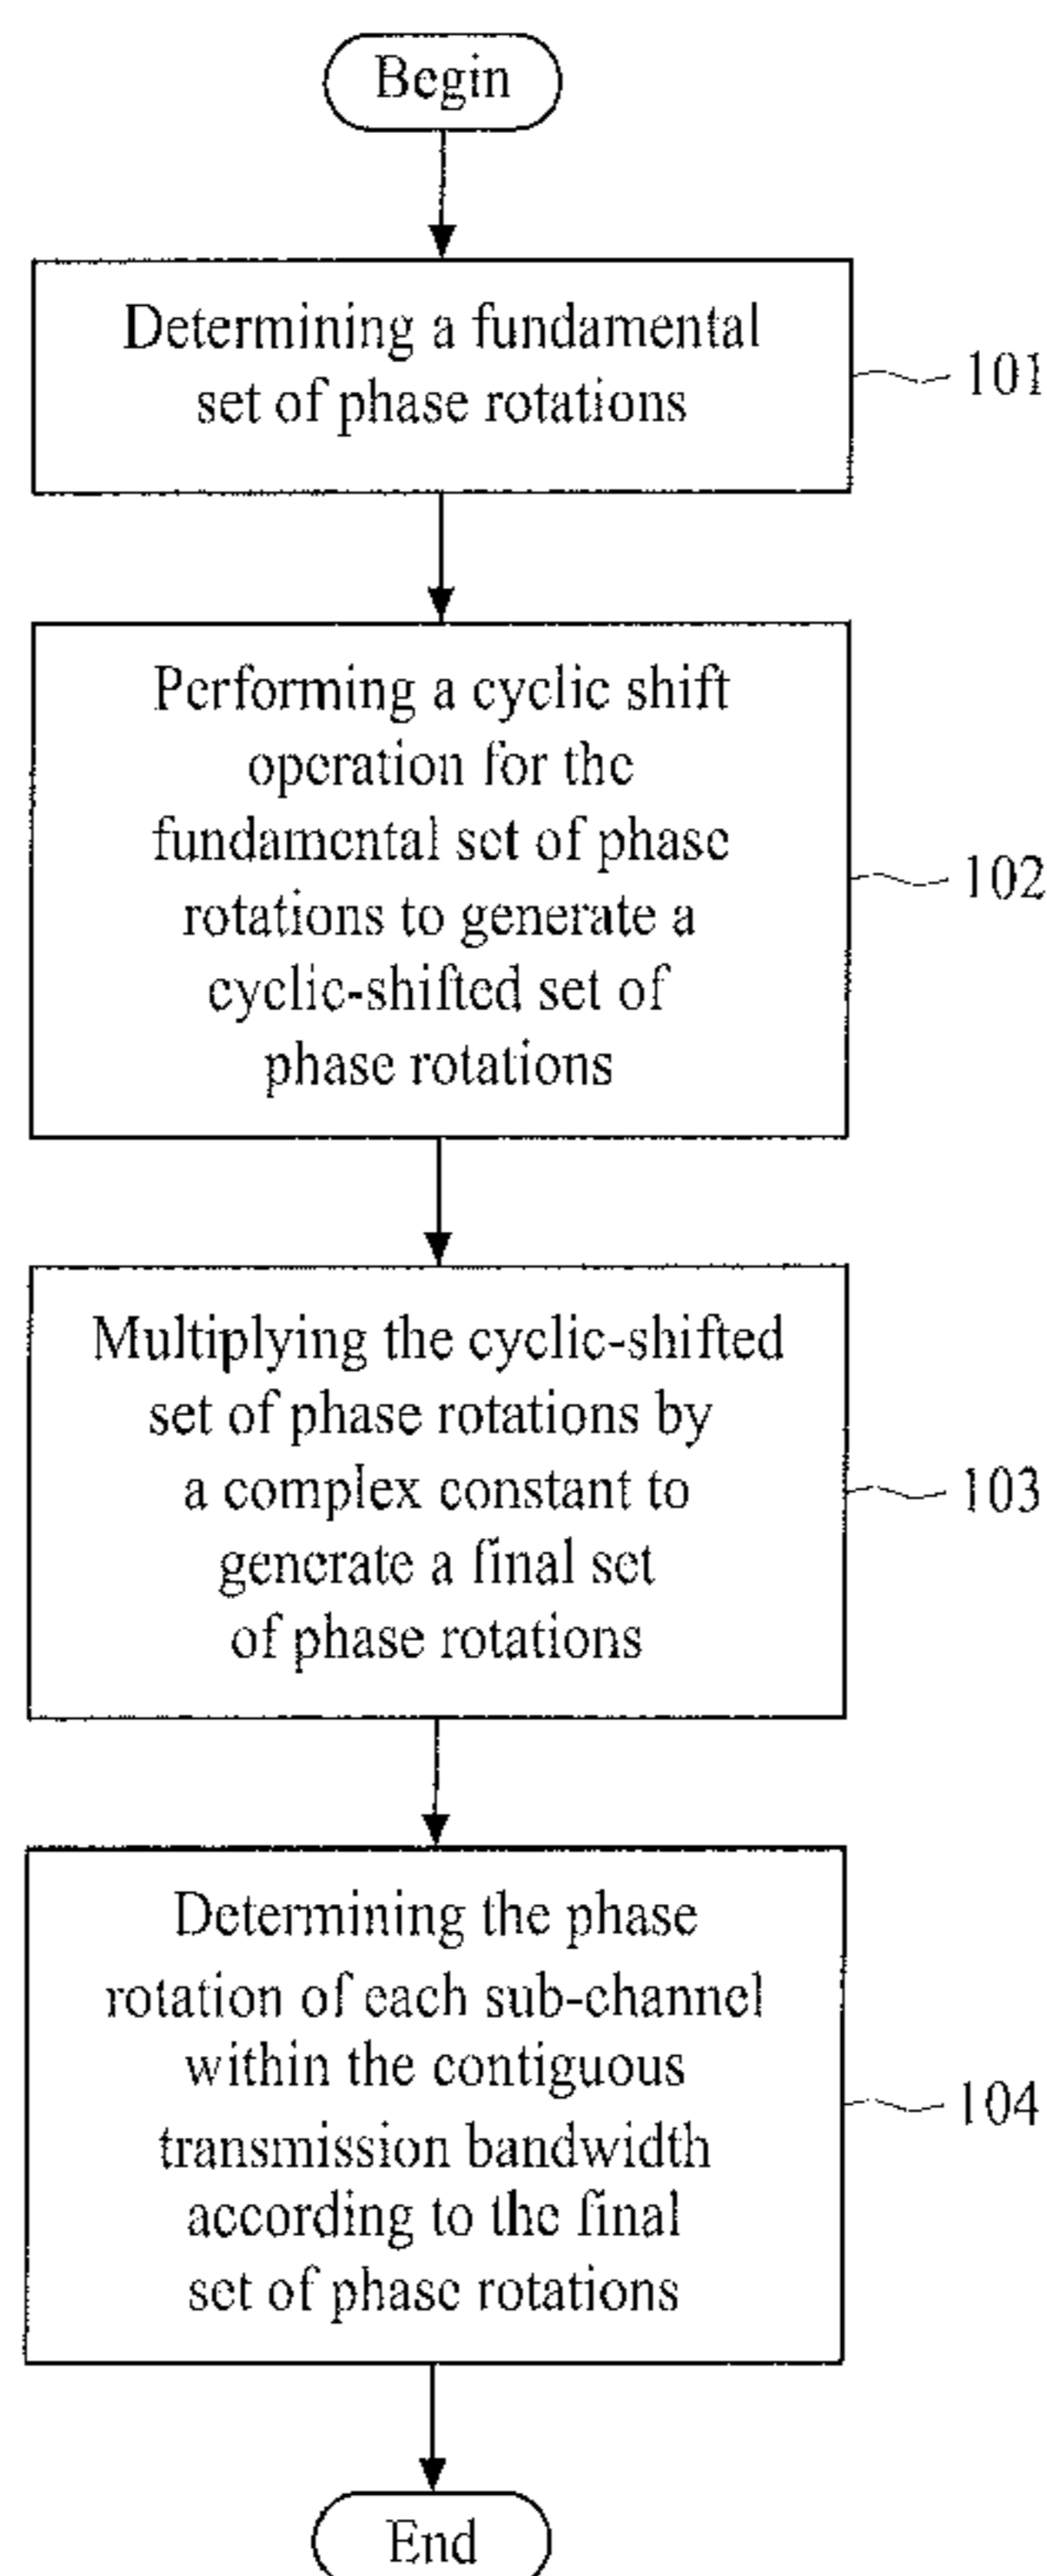 Begin
Determining a fundamental
set of phase rotations
101
Performing a cyclic shift
operation for the
fundamental set of phase
rotations to generate a
cyclic-shifted set of
phase rotations
102
Multiplying the cyclic-shifted
set of phase rotations by
a complex constant to
generate a final set
of phase rotations
103
Determining the phase
rotation of each sub-channel
within the contiguous
transmission bandwidth
according to the final
set of phase rotations
104
End